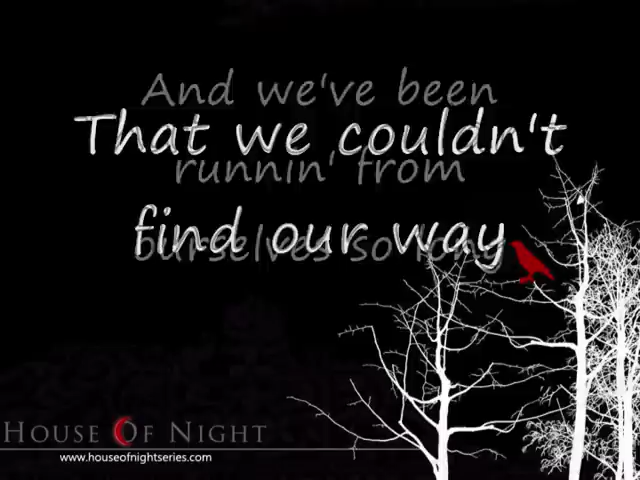 And we've been
That we couldn't
runnin' from
find our way
ourselves so long
HOUSE OF NIGHT
www.houseofnightseries.com